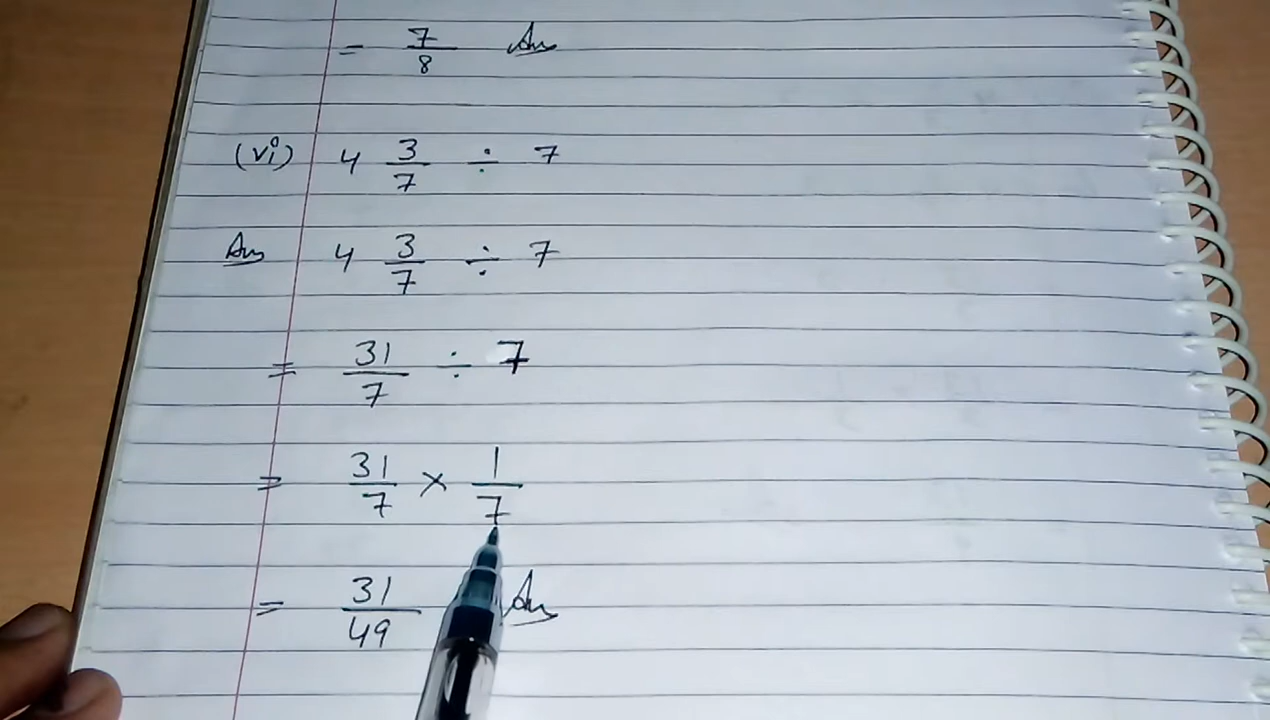 = 7/8 Ans
(vi) 4 3/7 ÷ 7
Ans 4 3/7 ÷ 7
= 31/7 ÷ 7
= 31/7 × 1/7
= 31/49 Ans